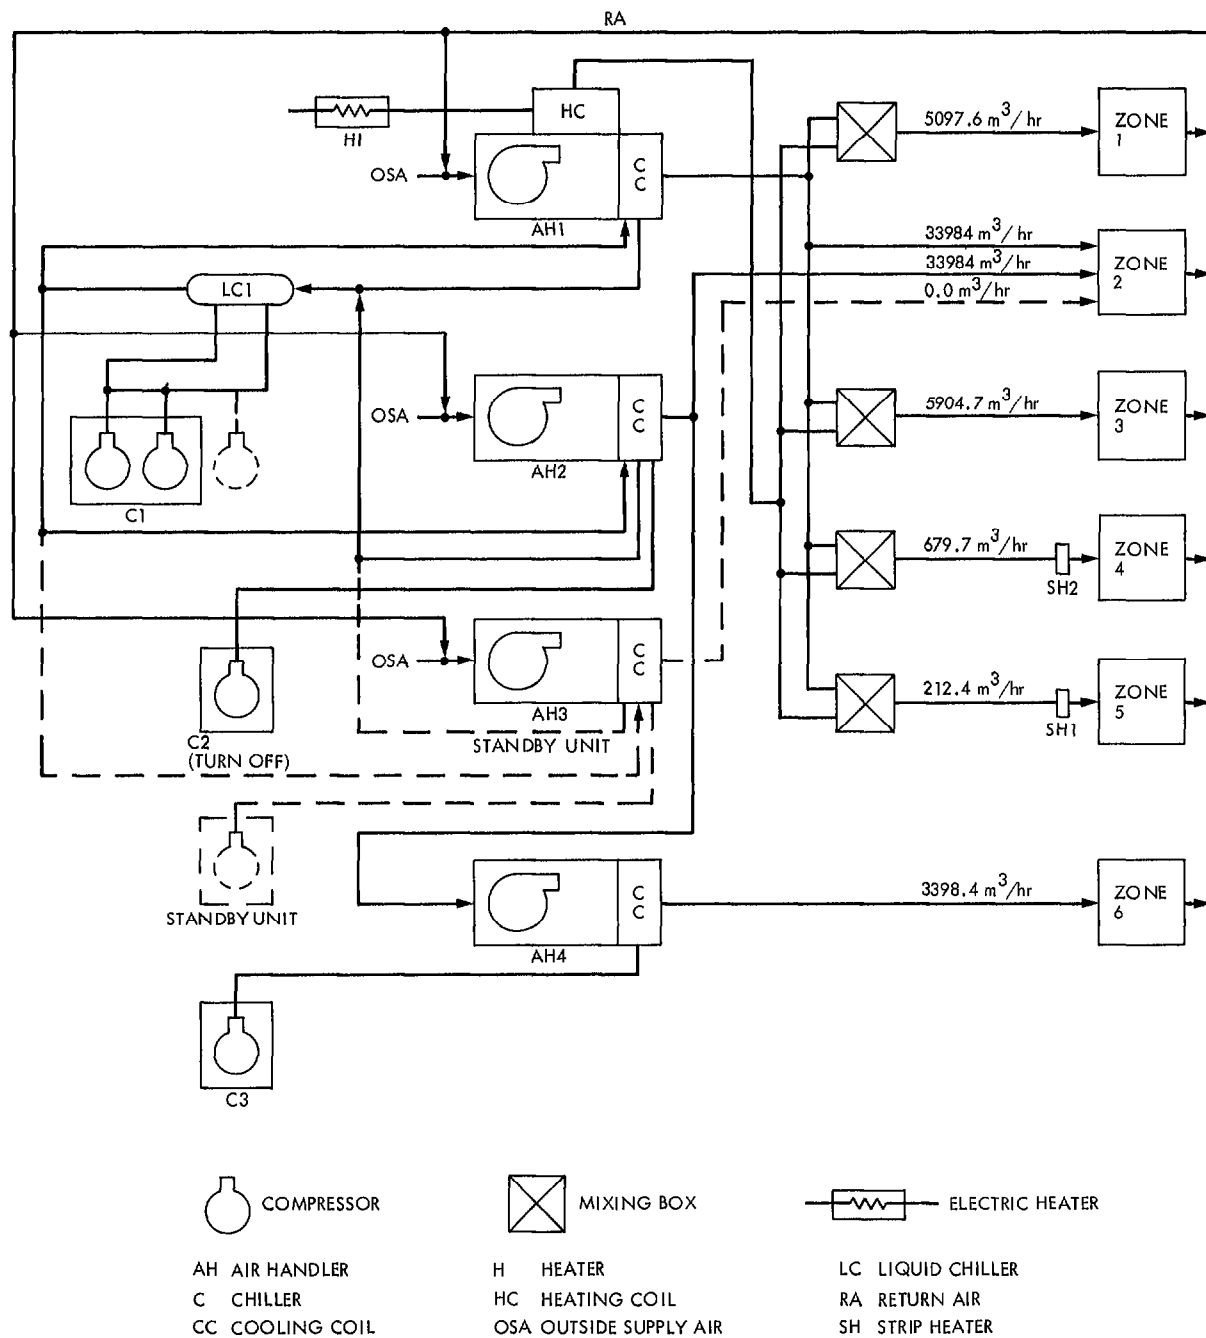 RA
HC
H1
5097.6 m³/hr
ZONE 1
OSA
C C
AH1
33984 m³/hr
33984 m³/hr
0.0 m³/hr
ZONE 2
LC1
OSA
C C
AH2
5904.7 m³/hr
ZONE 3
C1
679.7 m³/hr
SH2
ZONE 4
OSA
C C
AH3
STANDBY UNIT
212.4 m³/hr
SH1
ZONE 5
C2
(TURN OFF)
STANDBY UNIT
C C
AH4
3398.4 m³/hr
ZONE 6
C3
COMPRESSOR
MIXING BOX
ELECTRIC HEATER
AH AIR HANDLER
H HEATER
LC LIQUID CHILLER
C CHILLER
HC HEATING COIL
RA RETURN AIR
CC COOLING COIL
OSA OUTSIDE SUPPLY AIR
SH STRIP HEATER